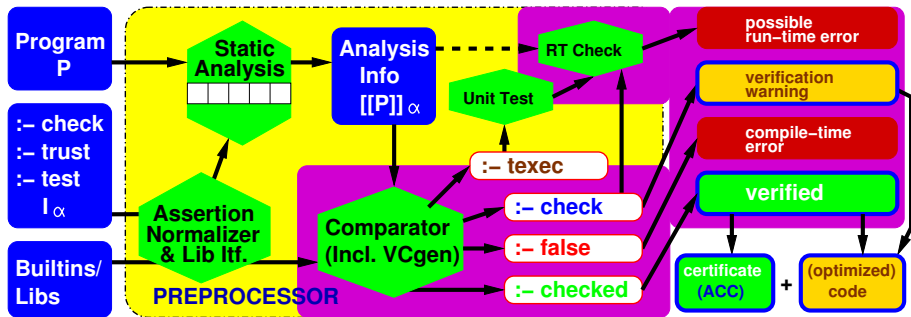 Program
P
:– check
:– trust
:– test
I α
Builtins/
Libs
Static
Analysis
Assertion
Normalizer
& Lib Itf.
PREPROCESSOR
Analysis
Info
[[P]] α
Comparator
(Incl. VCgen)
Unit Test
RT Check
:– texec
:– check
:– false
:– checked
possible
run–time error
verification
warning
compile–time
error
verified
certificate
(ACC)
+
(optimized)
code